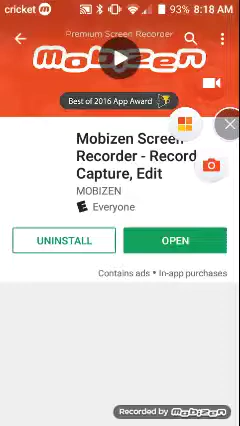 cricket 93% 8:18 AM
Premium Screen Recorder
mobizen
Best of 2016 App Award
Mobizen Screen
Recorder - Record,
Capture, Edit
MOBIZEN
E Everyone
UNINSTALL OPEN
Contains ads • In-app purchases
Recorded by mobizen